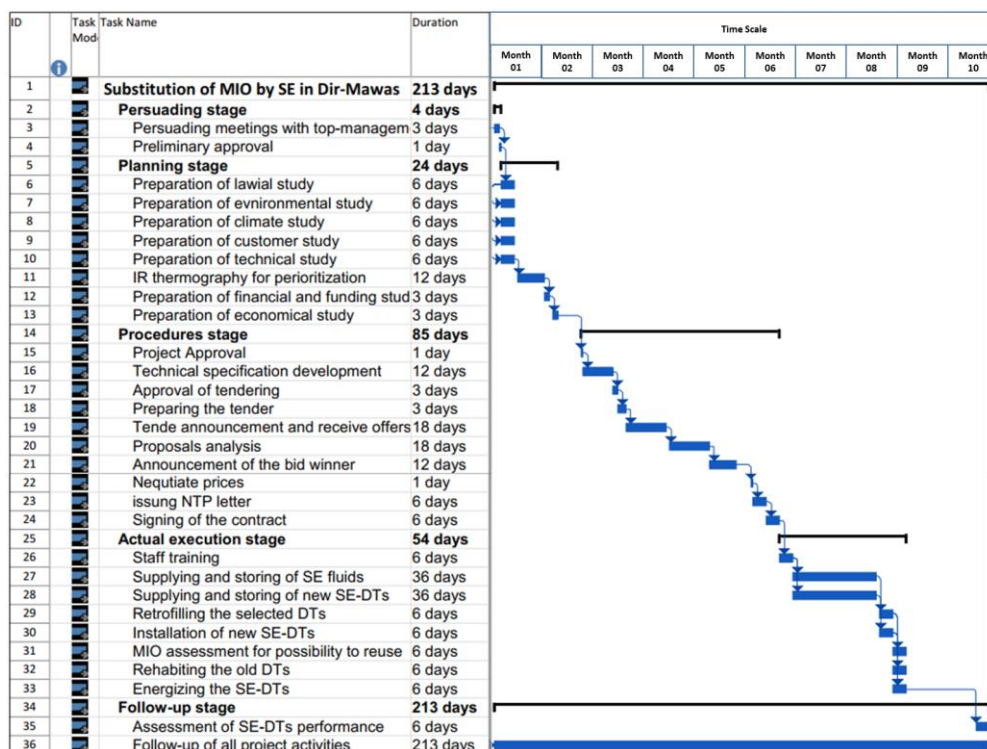 ID Task Mode Task Name Duration Time Scale
Month 01 Month 02 Month 03 Month 04 Month 05 Month 06 Month 07 Month 08 Month 09 Month 10
1 Substitution of MIO by SE in Dir-Mawas 213 days
2 Persuading stage 4 days
3 Persuading meetings with top-managem 3 days
4 Preliminary approval 1 day
5 Planning stage 24 days
6 Preparation of lawial study 6 days
7 Preparation of evnironmental study 6 days
8 Preparation of climate study 6 days
9 Preparation of customer study 6 days
10 Preparation of technical study 6 days
11 IR thermography for perioritization 12 days
12 Preparation of financial and funding stud 3 days
13 Preparation of economical study 3 days
14 Procedures stage 85 days
15 Project Approval 1 day
16 Technical specification development 12 days
17 Approval of tendering 3 days
18 Preparing the tender 3 days
19 Tende announcement and receive offers 18 days
20 Proposals analysis 18 days
21 Announcement of the bid winner 12 days
22 Nequtiate prices 1 day
23 issung NTP letter 6 days
24 Signing of the contract 6 days
25 Actual execution stage 54 days
26 Staff training 6 days
27 Supplying and storing of SE fluids 36 days
28 Supplying and storing of new SE-DTs 36 days
29 Retrofilling the selected DTs 6 days
30 Installation of new SE-DTs 6 days
31 MIO assessment for possibility to reuse 6 days
32 Rehabiting the old DTs 6 days
33 Energizing the SE-DTs 6 days
34 Follow-up stage 213 days
35 Assessment of SE-DTs performance 6 days
36 Follow-up of all project activities 213 days